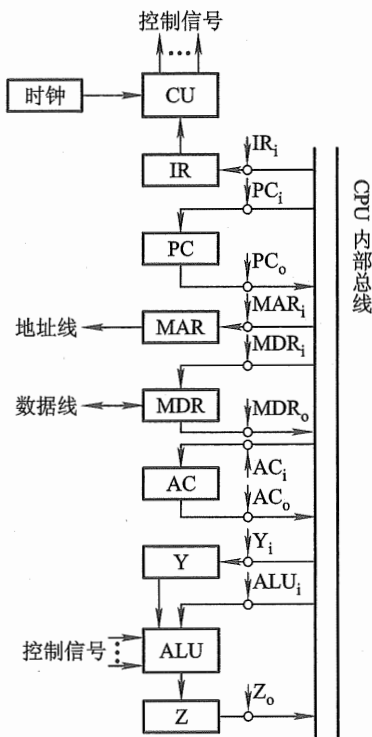 控制信号
…
时钟
CU
IR
IRi
PCi
PC
PCo
MARi
地址线
MAR
MDRi
数据线
MDR
MDRo
ACi
AC
ACo
Yi
Y
ALUi
控制信号
ALU
Z
Zo
CPU 内部总线